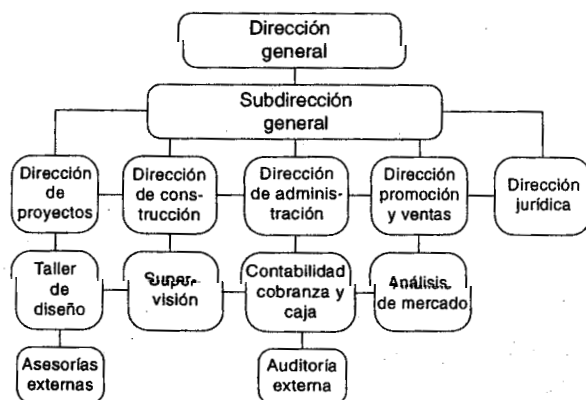 Dirección
general
Subdirección
general
Dirección
de
proyectos
Dirección
de cons-
trucción
Dirección
de adminis-
tración
Dirección
promoción
y ventas
Dirección
jurídica
Taller
de
diseño
Super-
visión
Contabilidad
cobranza y
caja
Análisis
de mercado
Asesorías
externas
Auditoría
externa